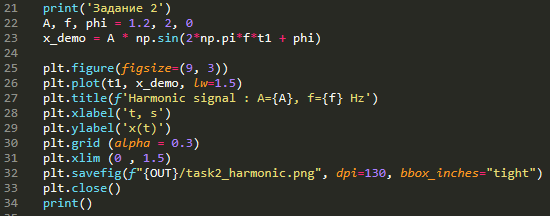 21 print('Задание 2')
22 A, f, phi = 1.2, 2, 0
23 x_demo = A * np.sin(2*np.pi*f*t1 + phi)
24
25 plt.figure(figsize=(9, 3))
26 plt.plot(t1, x_demo, lw=1.5)
27 plt.title(f'Harmonic signal : A={A}, f={f} Hz')
28 plt.xlabel('t, s')
29 plt.ylabel('x(t)')
30 plt.grid (alpha = 0.3)
31 plt.xlim (0 , 1.5)
32 plt.savefig(f"{OUT}/task2_harmonic.png", dpi=130, bbox_inches="tight")
33 plt.close()
34 print()